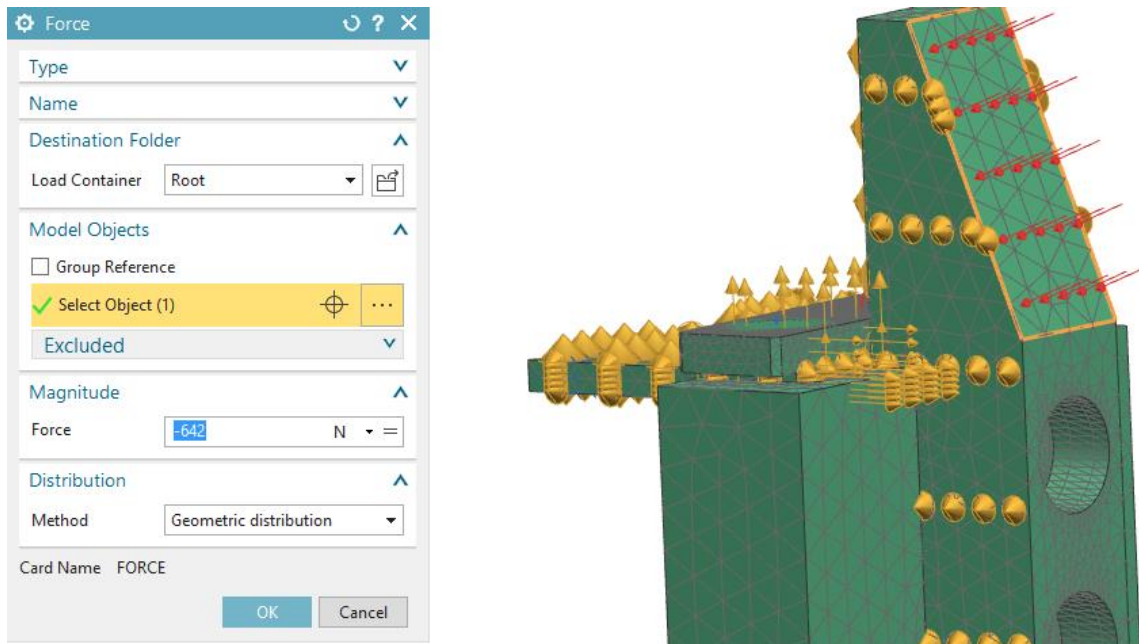 Force
Type
Name
Destination Folder
Load Container Root
Model Objects
Group Reference
Select Object (1)
Excluded
Magnitude
Force -642 N
Distribution
Method Geometric distribution
Card Name FORCE
OK Cancel